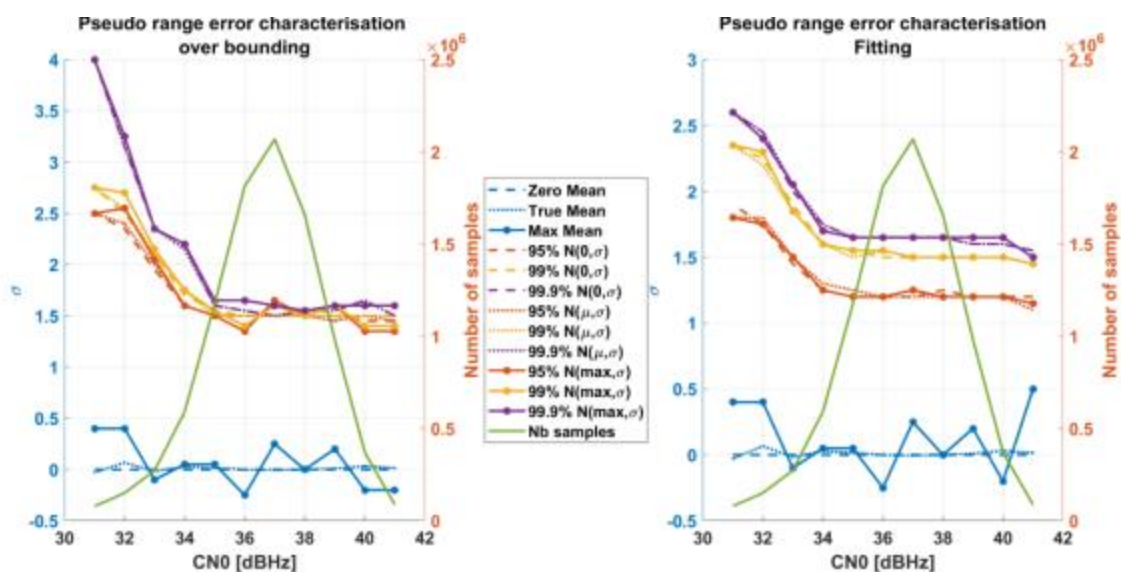 Pseudo range error characterisation
over bounding
×10⁶
4
3.5
3
2.5
2
1.5
1
0.5
0
-0.5
σ
2.5
2
1.5
1
0.5
0
Number of samples
30
32
34
36
38
40
42
CN0 [dBHz]
Zero Mean
True Mean
Max Mean
95% N(0,σ)
99% N(0,σ)
99.9% N(0,σ)
95% N(μ,σ)
99% N(μ,σ)
99.9% N(μ,σ)
95% N(max,σ)
99% N(max,σ)
99.9% N(max,σ)
Nb samples
Pseudo range error characterisation
Fitting
×10⁶
3
2.5
2
1.5
1
0.5
0
-0.5
σ
2.5
2
1.5
1
0.5
0
Number of samples
30
32
34
36
38
40
42
CN0 [dBHz]